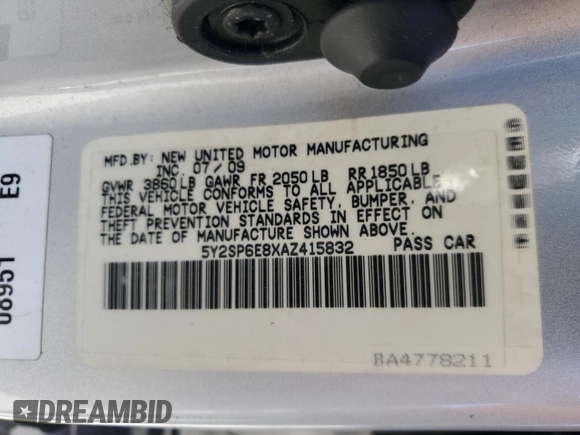 MFD.BY: NEW UNITED MOTOR MANUFACTURING
INC. 07/09
GVWR 3860LB GAWR FR 2050LB RR1850LB
THIS VEHICLE CONFORMS TO ALL APPLICABLE
FEDERAL MOTOR VEHICLE SAFETY, BUMPER, AND
THEFT PREVENTION STANDARDS IN EFFECT ON
THE DATE OF MANUFACTURE SHOWN ABOVE.
5Y2SP6E8XAZ415832 PASS CAR
BA4778211
08951 E9
DREAMBID